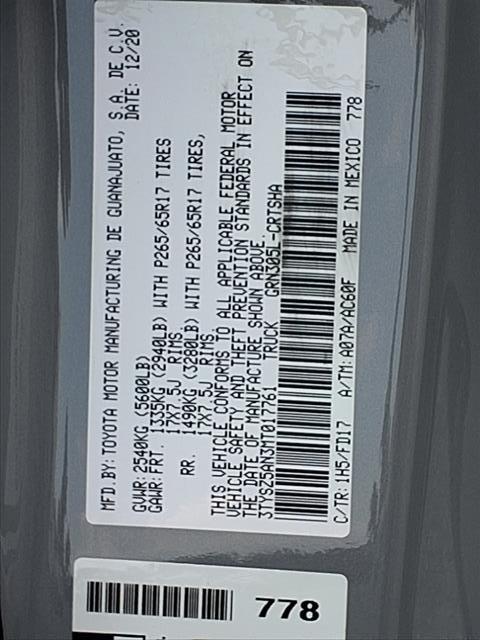 MFD.BY:TOYOTA MOTOR MANUFACTURING DE GUANAJUATO, S.A. DE C.V.
DATE: 12/20
GVWR: 2540KG (5600LB)
GAWR: FRT. 1335KG (2940LB) WITH P265/65R17 TIRES
17X7.5J RIMS.
RR. 1490KG (3280LB) WITH P265/65R17 TIRES,
17X7.5J RIMS.
THIS VEHICLE CONFORMS TO ALL APPLICABLE FEDERAL MOTOR
VEHICLE SAFETY AND THEFT PREVENTION STANDARDS IN EFFECT ON
THE DATE OF MANUFACTURE SHOWN ABOVE.
3TYSZ5AN3MT017761 TRUCK GRN305L-CRTSHA
C/TR: 1H5/FD17 A/TM: A07A/AC60F MADE IN MEXICO 778
778